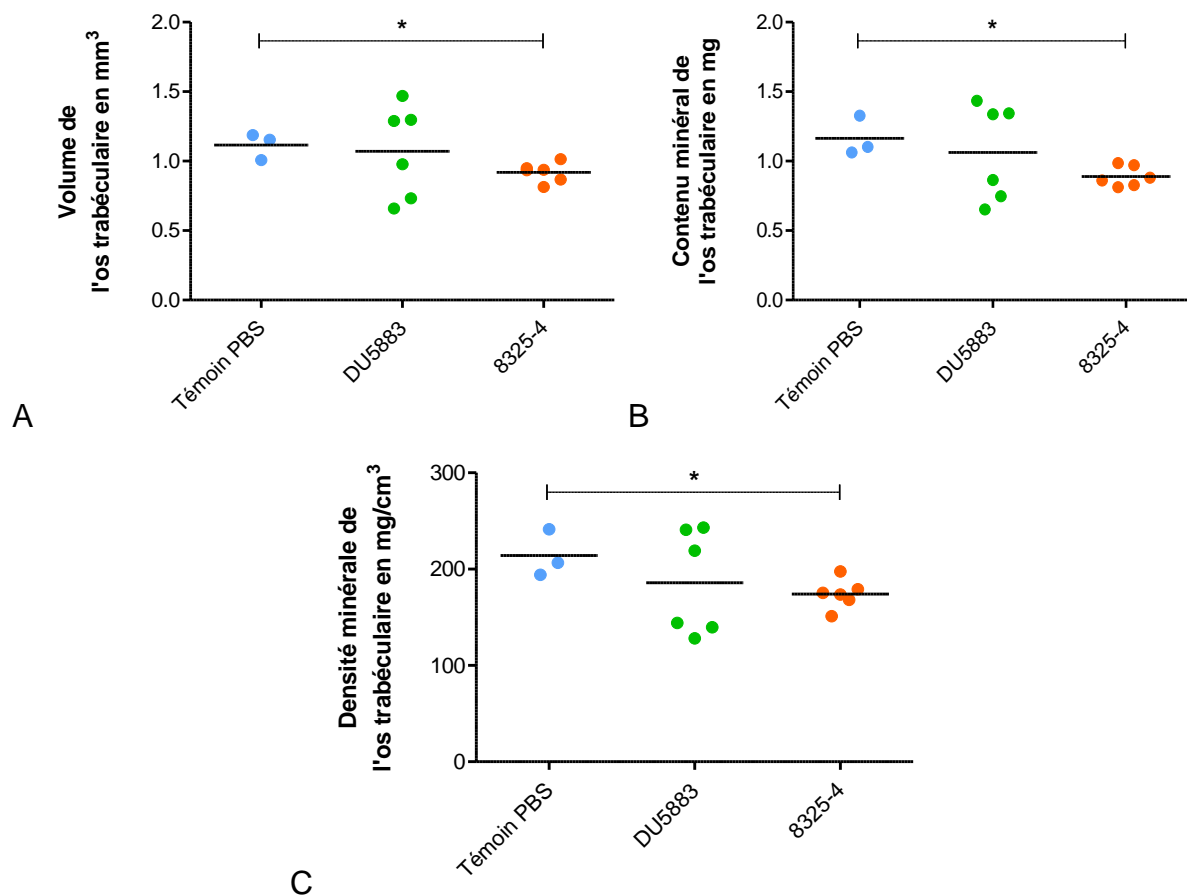 2.0
1.5
1.0
0.5
0.0
Volume de
l'os trabéculaire en mm³
*
Témoin PBS
DU5883
8325-4
A
2.0
1.5
1.0
0.5
0.0
Contenu minéral de
l'os trabéculaire en mg
*
Témoin PBS
DU5883
8325-4
B
300
200
100
0
Densité minérale de
l'os trabéculaire en mg/cm³
*
Témoin PBS
DU5883
8325-4
C